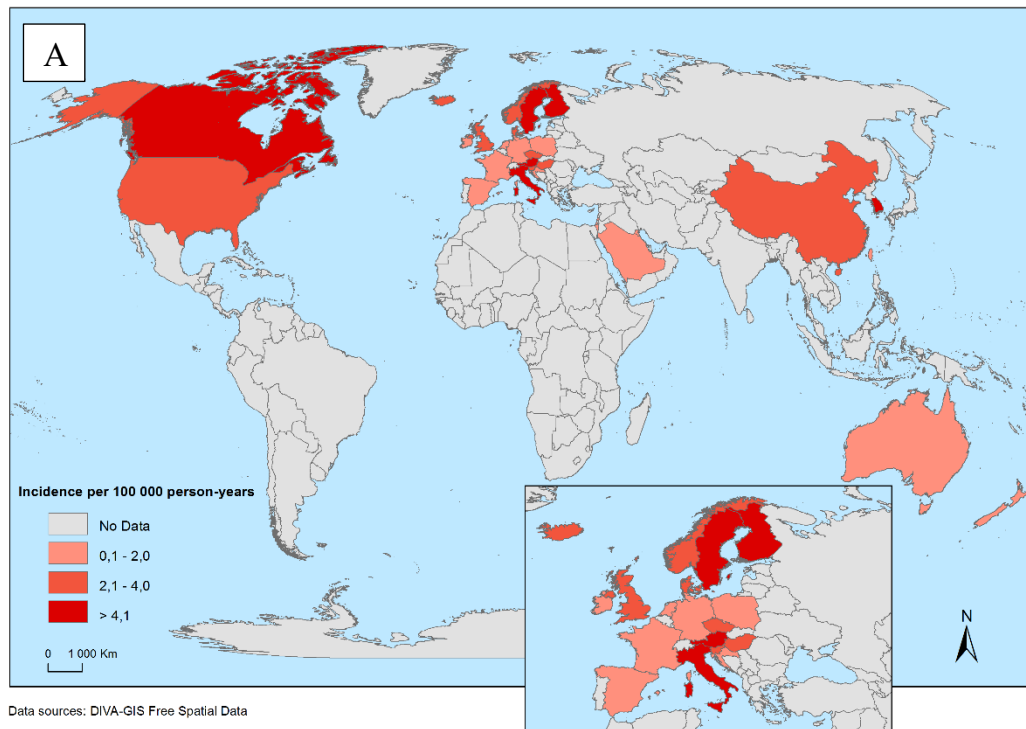 A
Incidence per 100 000 person-years
No Data
0,1 - 2,0
2,1 - 4,0
> 4,1
0 1 000 Km
N
Data sources: DIVA-GIS Free Spatial Data